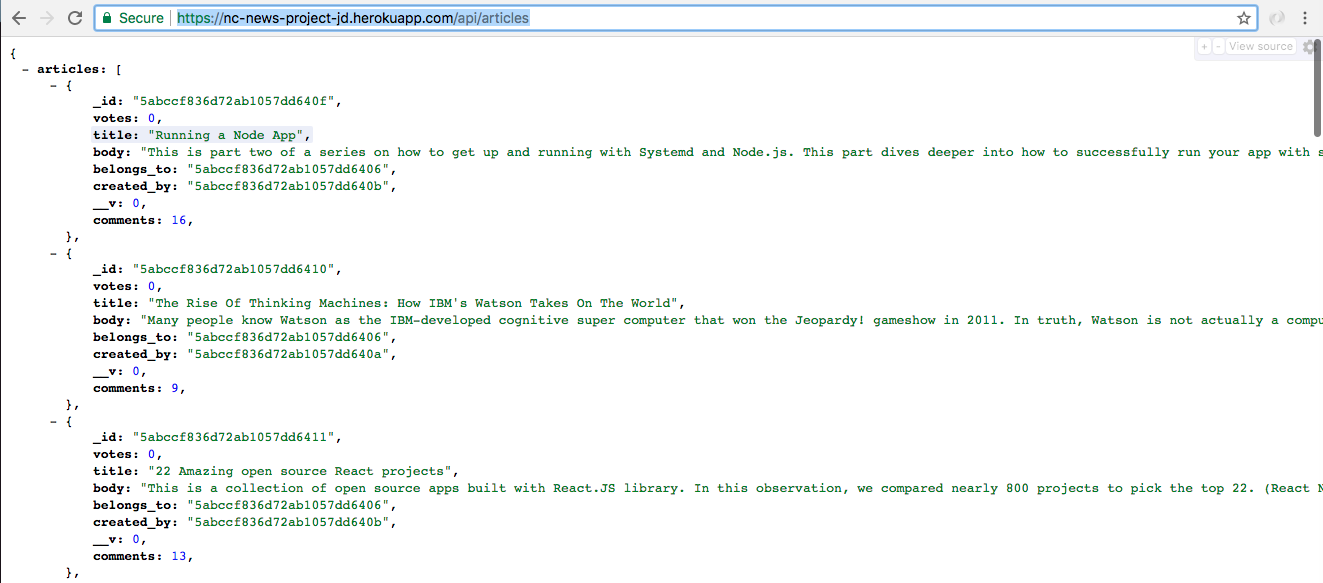 Secure https://nc-news-project-jd.herokuapp.com/api/articles
+ - View source
{
- articles: [
- {
_id: "5abccf836d72ab1057dd640f",
votes: 0,
title: "Running a Node App",
body: "This is part two of a series on how to get up and running with Systemd and Node.js. This part dives deeper into how to successfully run your app with s
belongs_to: "5abccf836d72ab1057dd6406",
created_by: "5abccf836d72ab1057dd640b",
__v: 0,
comments: 16,
},
- {
_id: "5abccf836d72ab1057dd6410",
votes: 0,
title: "The Rise Of Thinking Machines: How IBM's Watson Takes On The World",
body: "Many people know Watson as the IBM-developed cognitive super computer that won the Jeopardy! gameshow in 2011. In truth, Watson is not actually a compu
belongs_to: "5abccf836d72ab1057dd6406",
created_by: "5abccf836d72ab1057dd640a",
__v: 0,
comments: 9,
},
- {
_id: "5abccf836d72ab1057dd6411",
votes: 0,
title: "22 Amazing open source React projects",
body: "This is a collection of open source apps built with React.JS library. In this observation, we compared nearly 800 projects to pick the top 22. (React N
belongs_to: "5abccf836d72ab1057dd6406",
created_by: "5abccf836d72ab1057dd640b",
__v: 0,
comments: 13,
},